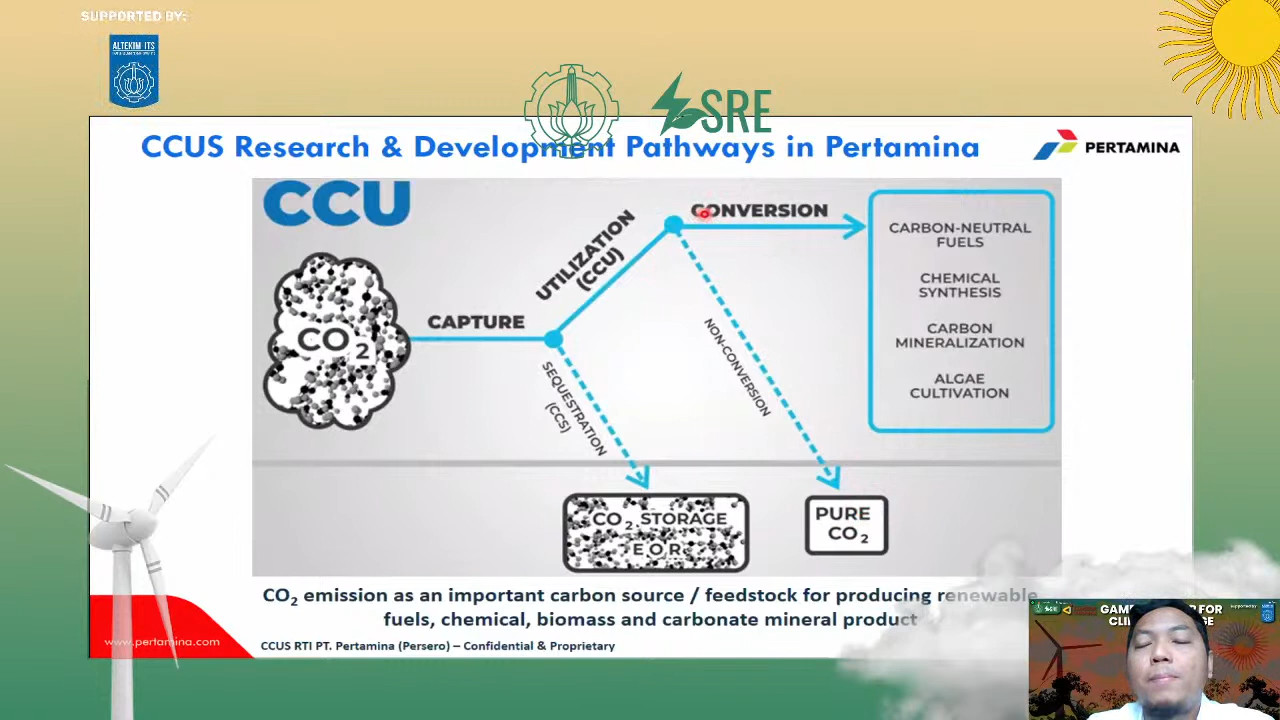 SUPPORTED BY:
ALTEKIM ITS
SRE
CCUS Research & Development Pathways in Pertamina
PERTAMINA
CCU
CO2
CAPTURE
UTILIZATION
(CCU)
CONVERSION
SEQUESTRATION
(CCS)
NON-CONVERSION
CARBON-NEUTRAL
FUELS
CHEMICAL
SYNTHESIS
CARBON
MINERALIZATION
ALGAE
CULTIVATION
CO2 STORAGE
EOR
PURE
CO2
CO2 emission as an important carbon source / feedstock for producing renewable
fuels, chemical, biomass and carbonate mineral product
www.pertamina.com
CCUS RTI PT. Pertamina (Persero) – Confidential & Proprietary